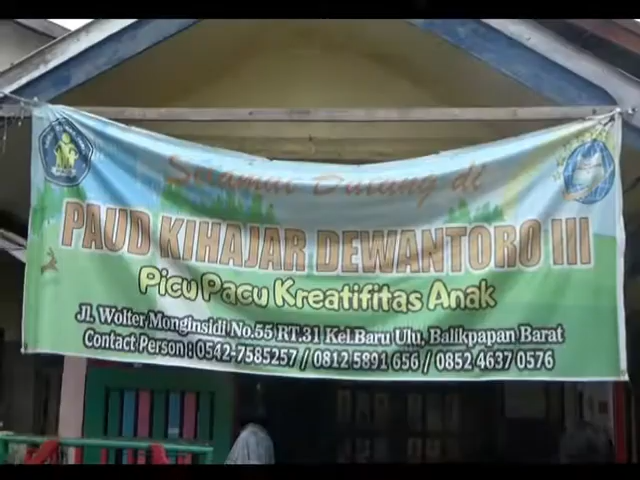 Selamat Datang di
PAUD KIHAJAR DEWANTORO III
Picu Pacu Kreatifitas Anak
Jl. Wolter Monginsidi No.55 RT.31 Kel.Baru Ulu, Balikpapan Barat
Contact Person : 0542-7585257 / 0812 5891 656 / 0852 4637 0576